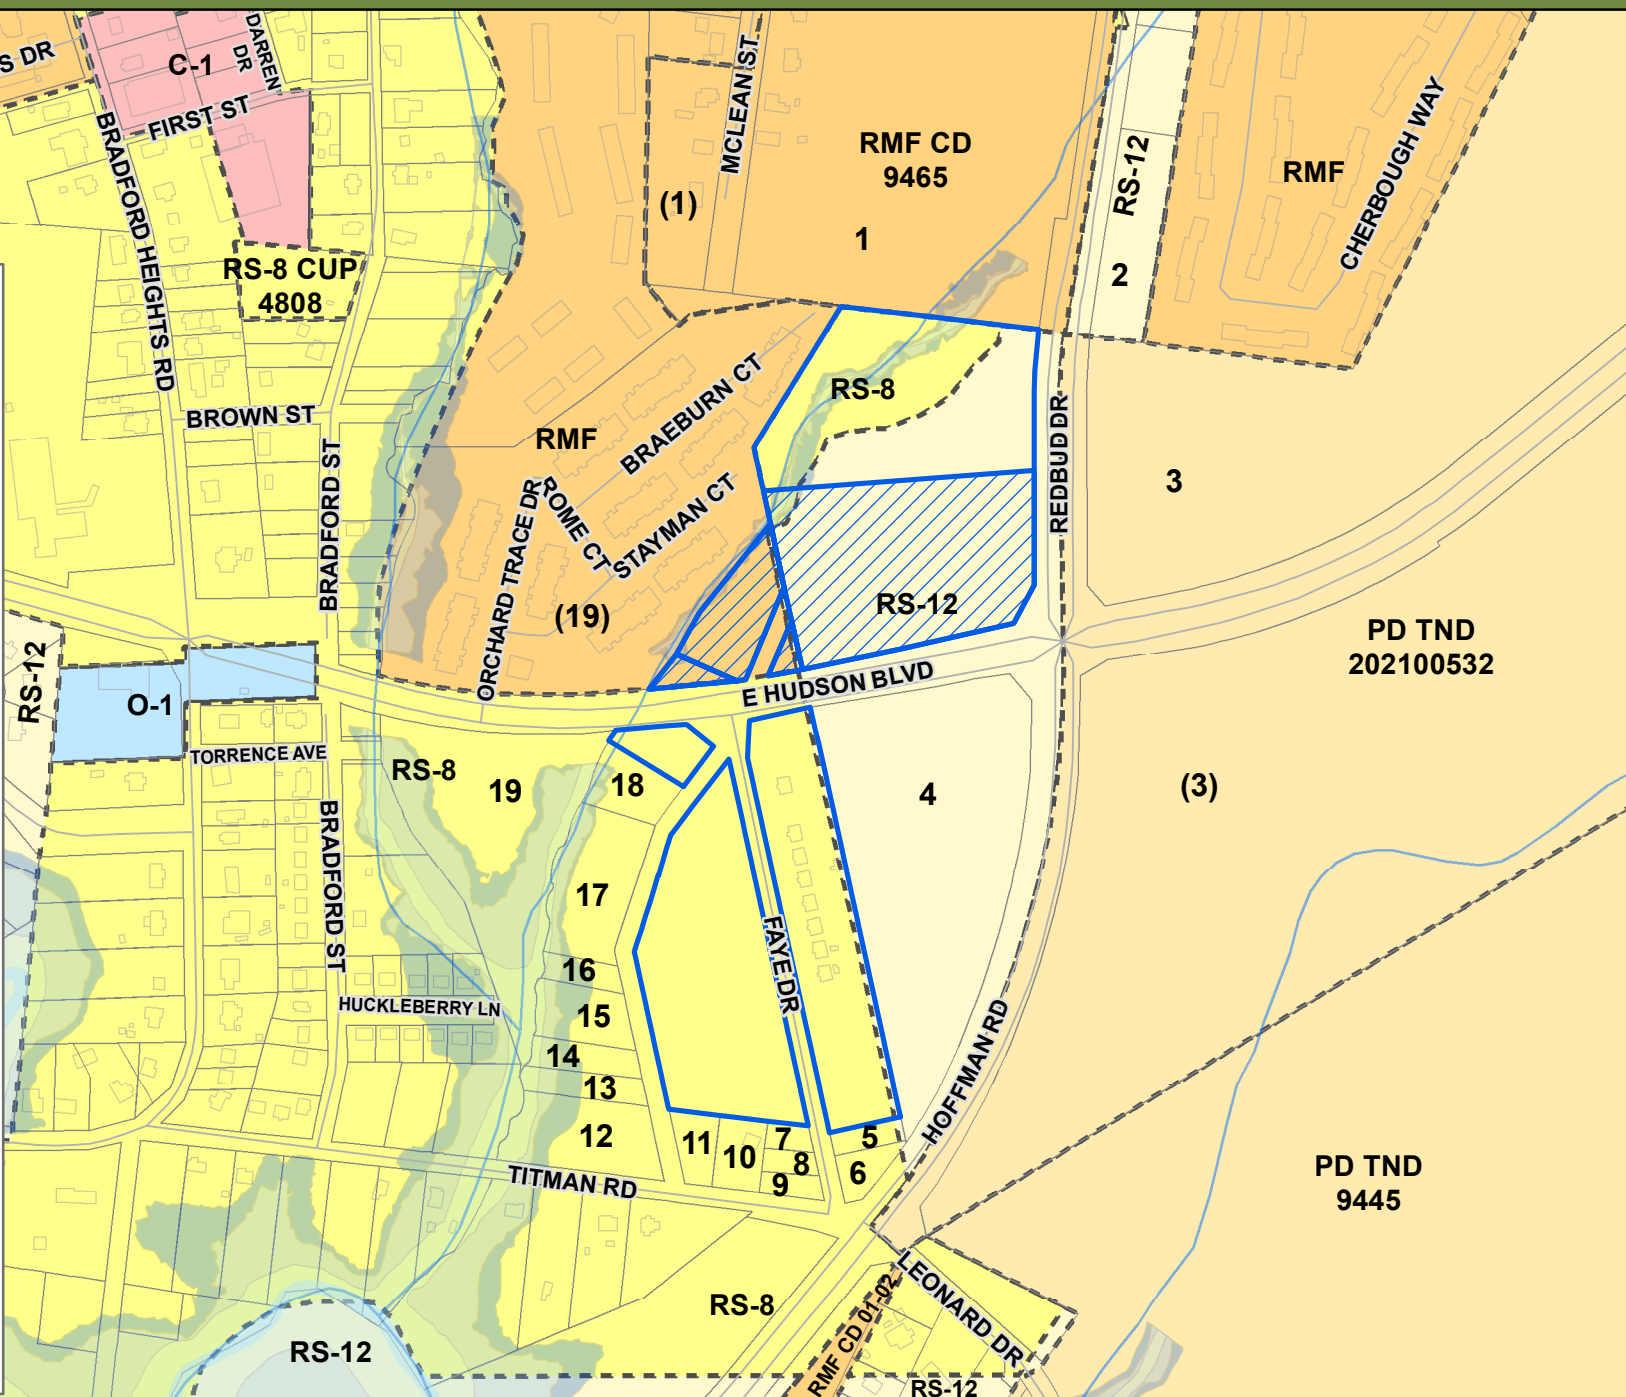 S DR
C-1
DARREN
DR
FIRST ST
MCLEAN ST
RMF CD
9465
RS-12
RMF
CHERBOUGH WAY
(1)
1
2
BRADFORD HEIGHTS RD
RS-8 CUP
4808
BROWN ST
BRADFORD ST
RMF
BRAEBURN CT
RS-8
REDBUD DR
3
ORCHARD TRACE DR
ROME CT
STAYMAN CT
(19)
RS-12
PD TND
202100532
RS-12
O-1
E HUDSON BLVD
TORRENCE AVE
RS-8
19
18
4
(3)
BRADFORD ST
17
FAYE DR
16
HUCKLEBERRY LN
15
14
13
12
11
10
7
8
9
5
6
HOFFMAN RD
TITMAN RD
PD TND
9445
LEONARD DR
RS-8
RMF CD 01-02
RS-12
RS-12